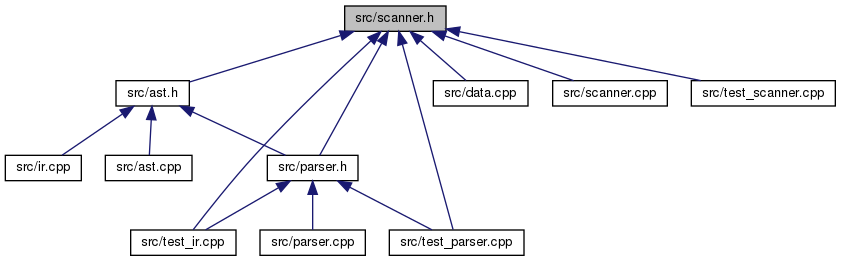 src/scanner.h
src/ast.h
src/data.cpp
src/scanner.cpp
src/test_scanner.cpp
src/ir.cpp
src/ast.cpp
src/parser.h
src/test_ir.cpp
src/parser.cpp
src/test_parser.cpp